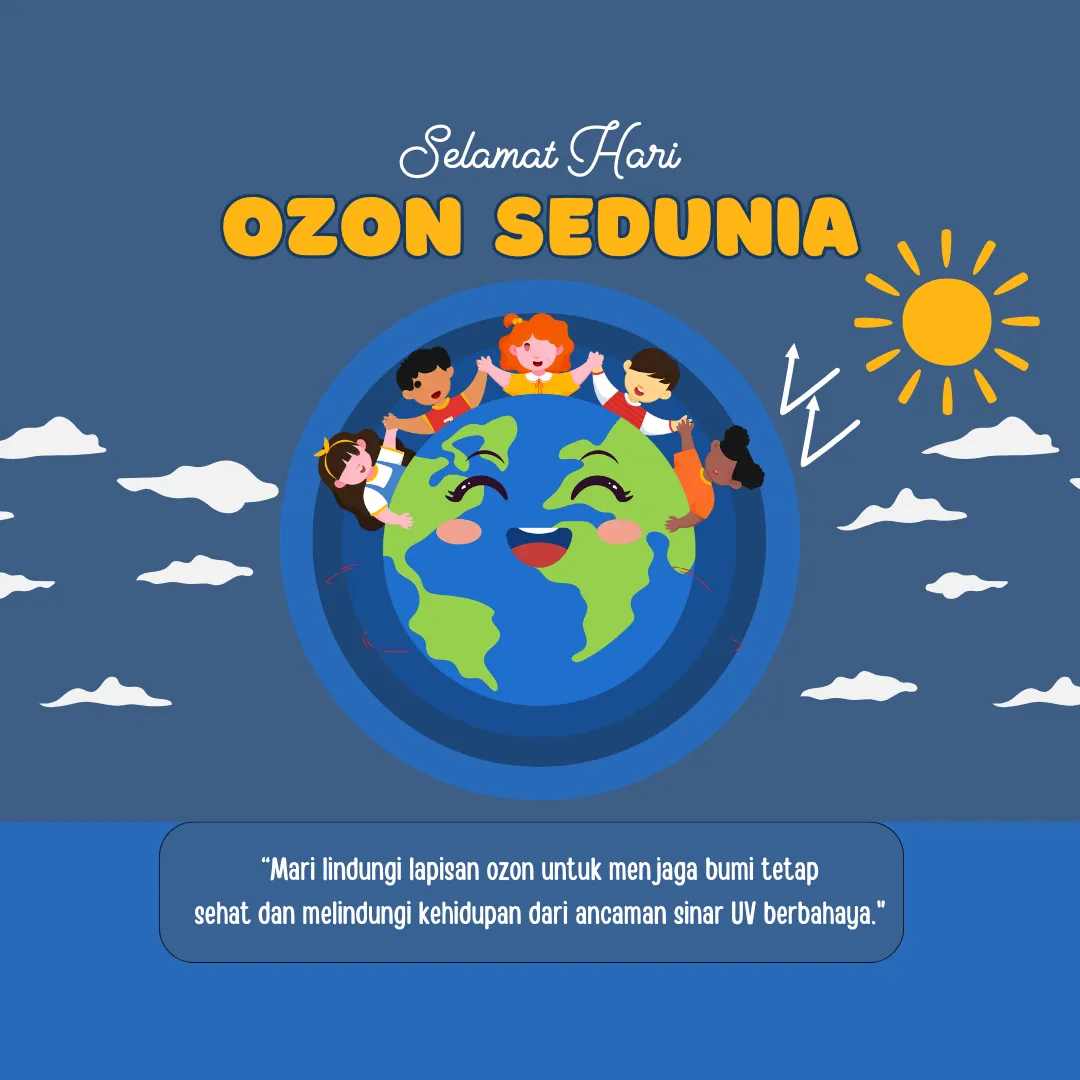 Selamat Hari
OZON SEDUNIA
“Mari lindungi lapisan ozon untuk menjaga bumi tetap
sehat dan melindungi kehidupan dari ancaman sinar UV berbahaya."